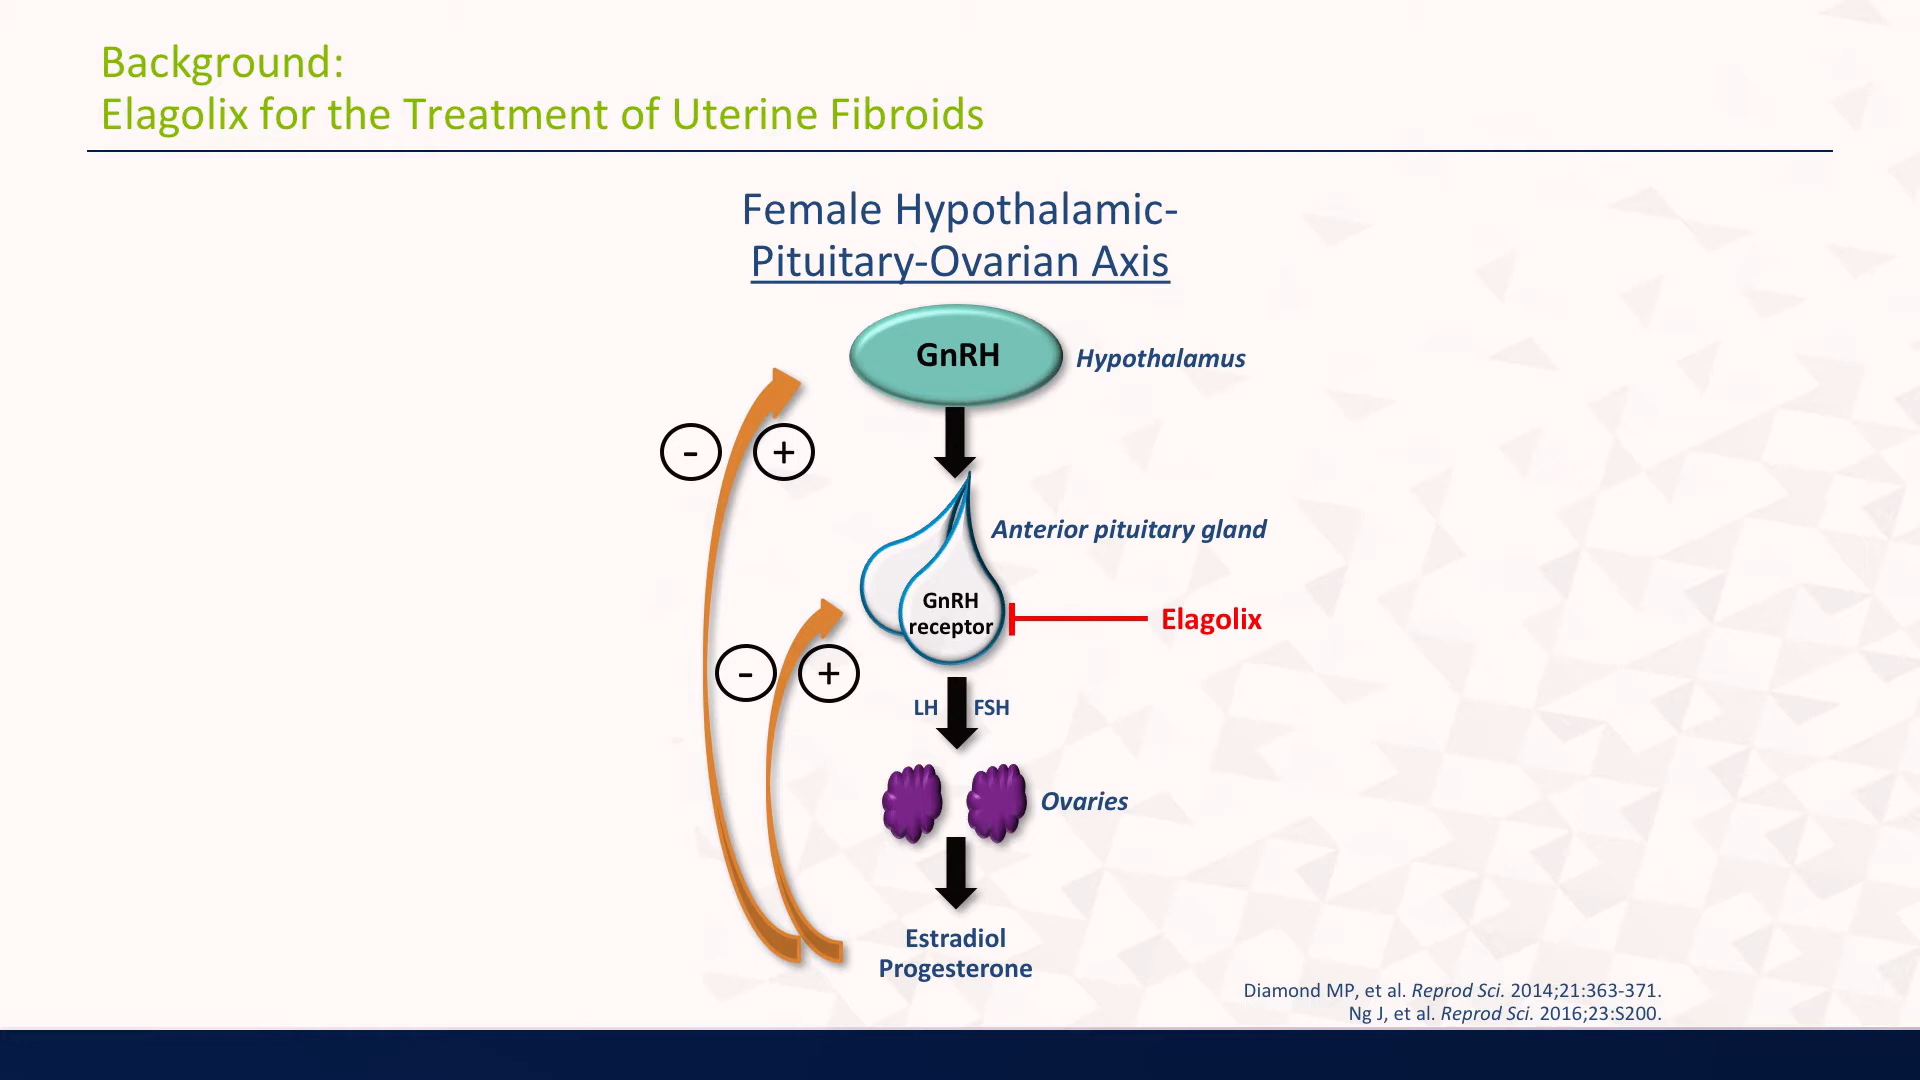 Background:
Elagolix for the Treatment of Uterine Fibroids
Female Hypothalamic-
Pituitary-Ovarian Axis
GnRH
Hypothalamus
- +
Anterior pituitary gland
GnRH
receptor
Elagolix
- +
LH FSH
Ovaries
Estradiol
Progesterone
Diamond MP, et al. Reprod Sci. 2014;21:363-371.
Ng J, et al. Reprod Sci. 2016;23:S200.